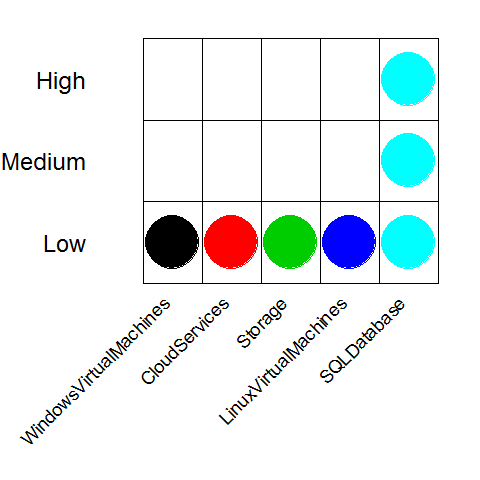 High
Medium
Low
WindowsVirtualMachines
CloudServices
Storage
LinuxVirtualMachines
SQLDatabase